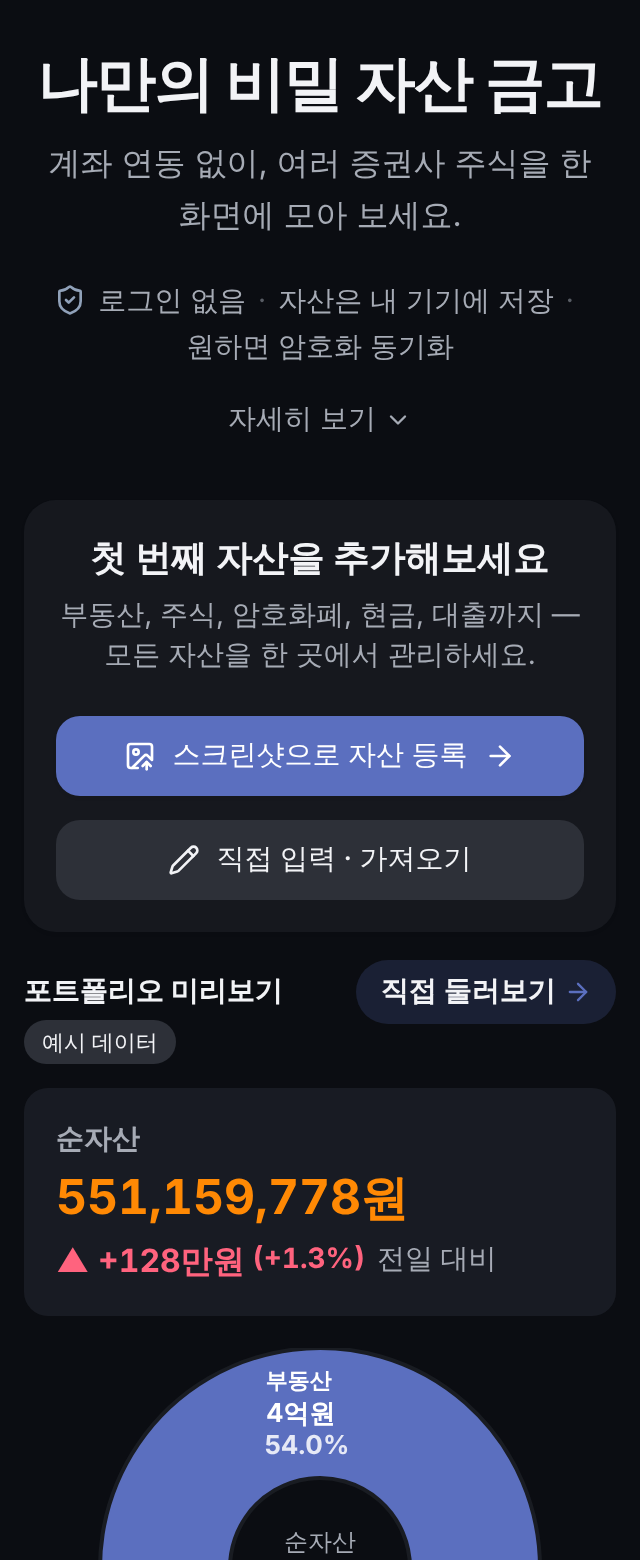 나만의 비밀 자산 금고
계좌 연동 없이, 여러 증권사 주식을 한
화면에 모아 보세요.
로그인 없음 · 자산은 내 기기에 저장 ·
원하면 암호화 동기화
자세히 보기
첫 번째 자산을 추가해보세요
부동산, 주식, 암호화폐, 현금, 대출까지 —
모든 자산을 한 곳에서 관리하세요.
스크린샷으로 자산 등록 →
직접 입력 · 가져오기
포트폴리오 미리보기
직접 둘러보기 →
예시 데이터
순자산
551,159,778원
▲ +128만원 (+1.3%) 전일 대비
부동산
4억원
54.0%
순자산